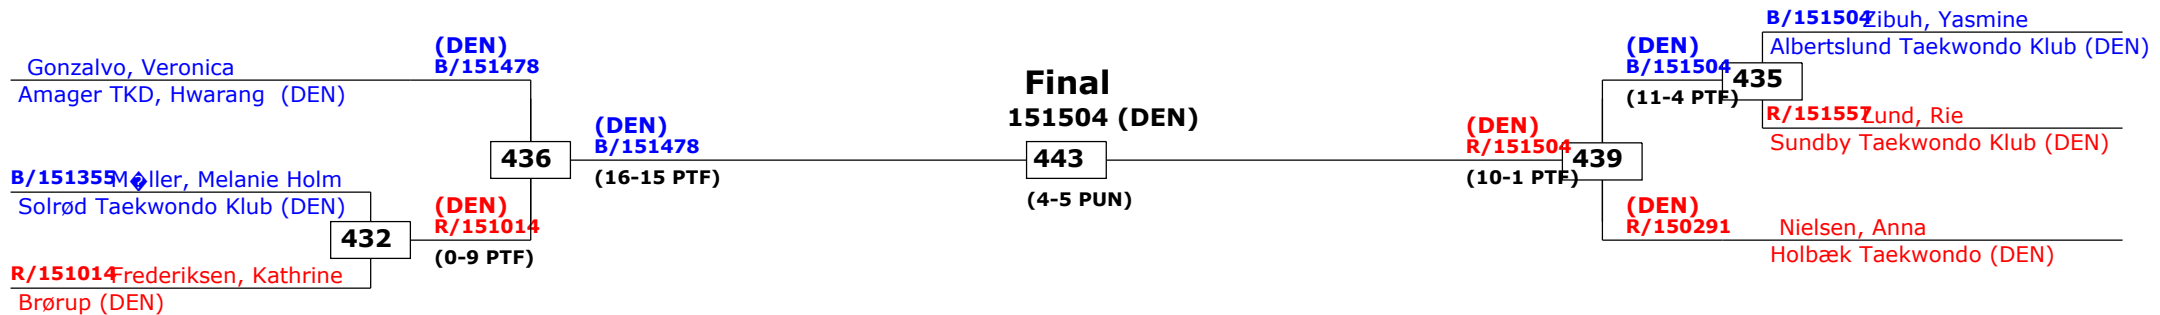 Gonzalvo, Veronica
Amager TKD, Hwarang (DEN)
(DEN)
B/151478
B/151355 M�ller, Melanie Holm
Solrød Taekwondo Klub (DEN)
432
R/151014 Frederiksen, Kathrine
Brørup (DEN)
(DEN)
R/151014
(0-9 PTF)
436
(DEN)
B/151478
(16-15 PTF)
Final
151504 (DEN)
443
(4-5 PUN)
(DEN)
R/151504
(10-1 PTF)
439
(DEN)
B/151504
(11-4 PTF)
435
B/151504 Zibuh, Yasmine
Albertslund Taekwondo Klub (DEN)
R/151557 Lund, Rie
Sundby Taekwondo Klub (DEN)
(DEN)
R/150291
Nielsen, Anna
Holbæk Taekwondo (DEN)